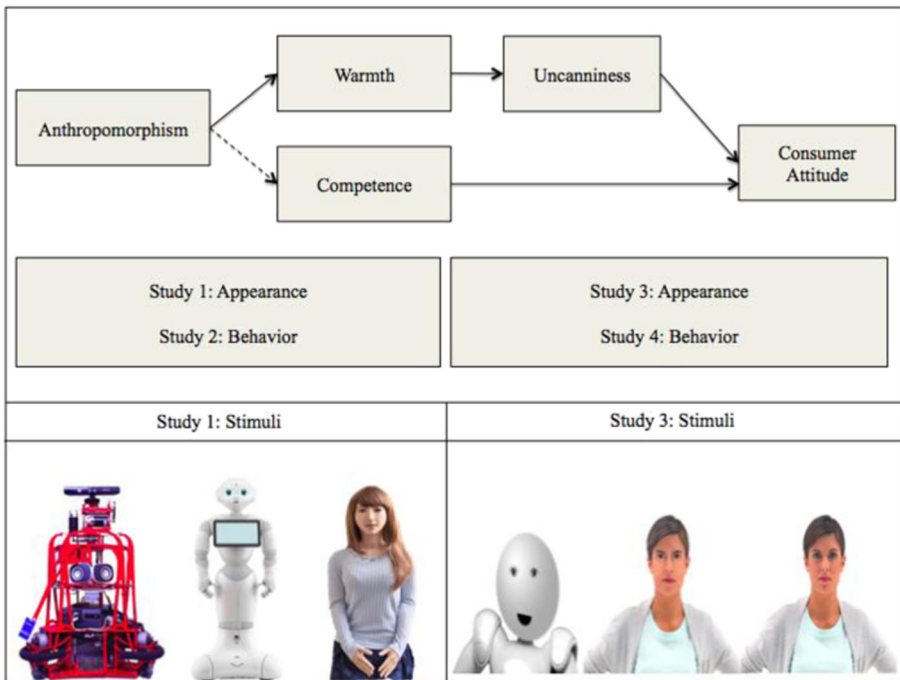 Warmth
Uncanniness
Anthropomorphism
Consumer
Attitude
Competence
Study 1: Appearance
Study 2: Behavior
Study 3: Appearance
Study 4: Behavior
Study 1: Stimuli
Study 3: Stimuli